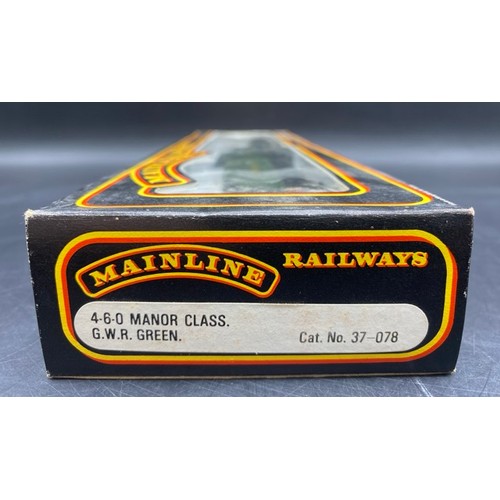 MAINLINE RAILWAYS
4-6-0 MANOR CLASS.
G.W.R. GREEN. Cat. No. 37-078